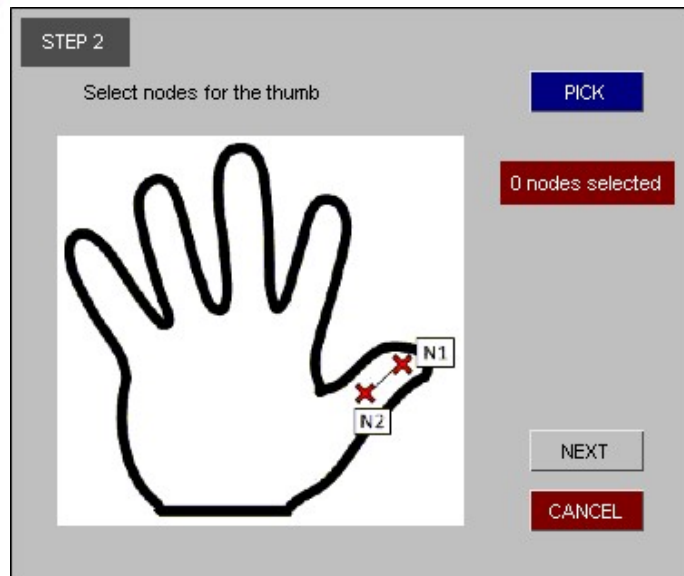 STEP 2
Select nodes for the thumb
PICK
0 nodes selected
N1
N2
NEXT
CANCEL